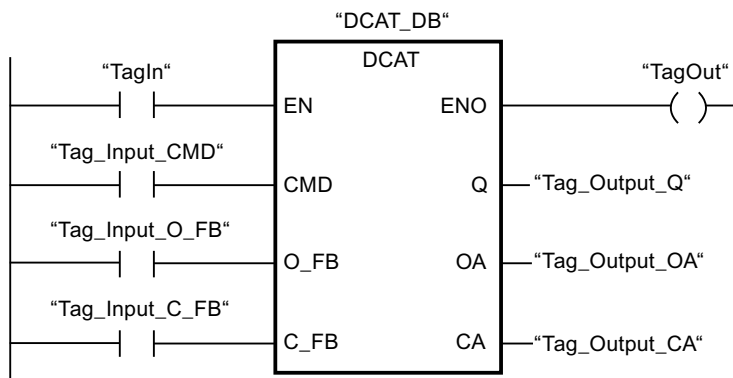 “DCAT_DB“
DCAT
“TagIn“
“TagOut“
EN
ENO
“Tag_Input_CMD“
CMD
Q
“Tag_Output_Q“
“Tag_Input_O_FB“
O_FB
OA
“Tag_Output_OA“
“Tag_Input_C_FB“
C_FB
CA
“Tag_Output_CA“